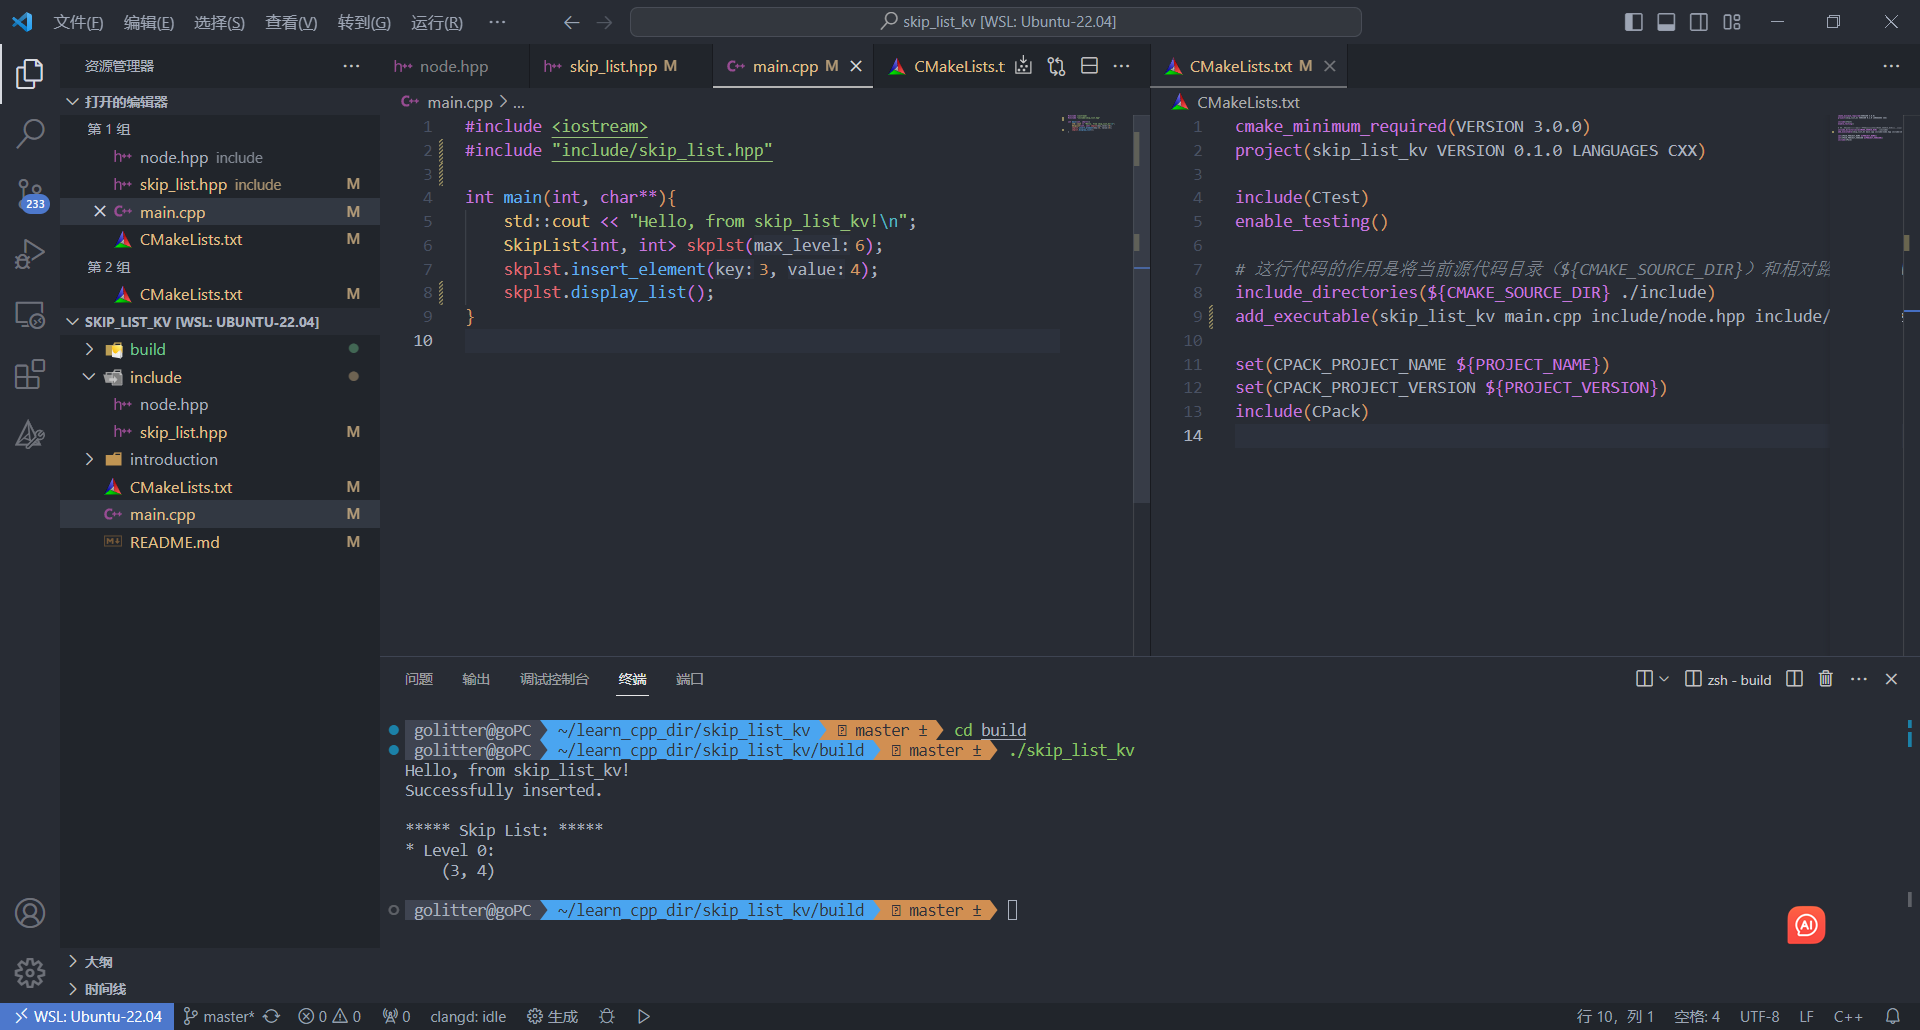 文件(F) 编辑(E) 选择(S) 查看(V) 转到(G) 运行(R) ···
skip_list_kv [WSL: Ubuntu-22.04]
资源管理器
打开的编辑器
第 1 组
node.hpp include
skip_list.hpp include M
main.cpp M
CMakeLists.txt M
第 2 组
CMakeLists.txt M
SKIP_LIST_KV [WSL: UBUNTU-22.04]
build
include
node.hpp
skip_list.hpp M
introduction
CMakeLists.txt M
main.cpp M
README.md M
大纲
时间线
233
node.hpp skip_list.hpp M main.cpp M CMakeLists.t
main.cpp > ...
1 #include <iostream>
2 #include "include/skip_list.hpp"
3
4 int main(int, char**){
5 std::cout << "Hello, from skip_list_kv!\n";
6 SkipList<int, int> skplst(max_level: 6);
7 skplst.insert_element(key: 3, value: 4);
8 skplst.display_list();
9 }
10
CMakeLists.txt M
CMakeLists.txt
1 cmake_minimum_required(VERSION 3.0.0)
2 project(skip_list_kv VERSION 0.1.0 LANGUAGES CXX)
3
4 include(CTest)
5 enable_testing()
6
7 # 这行代码的作用是将当前源代码目录（${CMAKE_SOURCE_DIR}）和相对路
8 include_directories(${CMAKE_SOURCE_DIR} ./include)
9 add_executable(skip_list_kv main.cpp include/node.hpp include/
10
11 set(CPACK_PROJECT_NAME ${PROJECT_NAME})
12 set(CPACK_PROJECT_VERSION ${PROJECT_VERSION})
13 include(CPack)
14
问题 输出 调试控制台 终端 端口
zsh - build
golitter@goPC ~/learn_cpp_dir/skip_list_kv master ± cd build
golitter@goPC ~/learn_cpp_dir/skip_list_kv/build master ± ./skip_list_kv
Hello, from skip_list_kv!
Successfully inserted.
***** Skip List: *****
* Level 0:
(3, 4)
golitter@goPC ~/learn_cpp_dir/skip_list_kv/build master ±
AI
WSL: Ubuntu-22.04 master* 0 0 0 clangd: idle 生成
行 10，列 1 空格: 4 UTF-8 LF C++